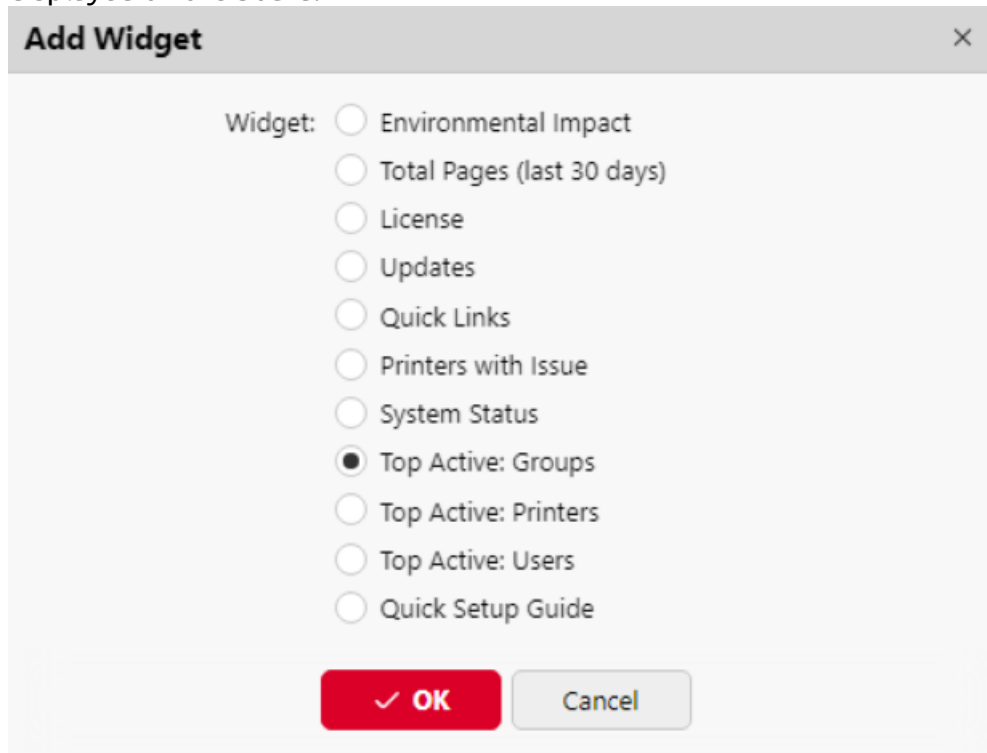 Add Widget
Widget: Environmental Impact
Total Pages (last 30 days)
License
Updates
Quick Links
Printers with Issue
System Status
Top Active: Groups
Top Active: Printers
Top Active: Users
Quick Setup Guide
OK Cancel